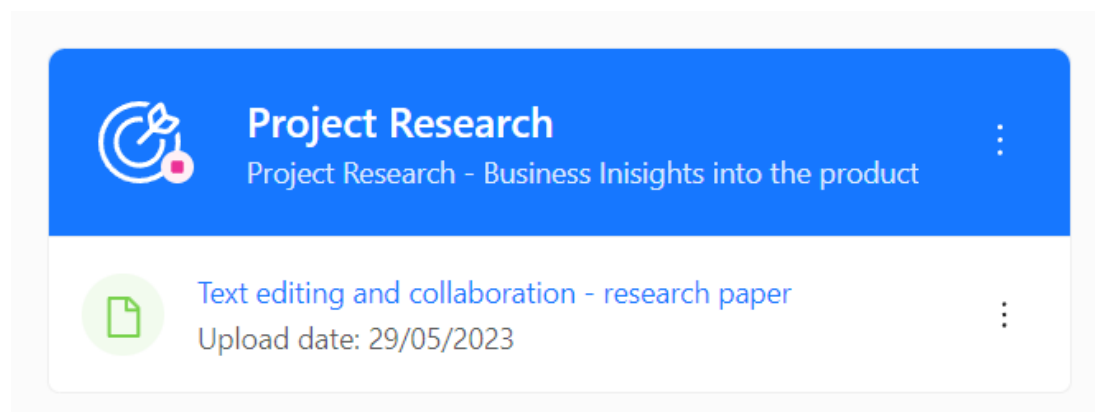 Project Research
Project Research - Business Inisights into the product
Text editing and collaboration - research paper
Upload date: 29/05/2023